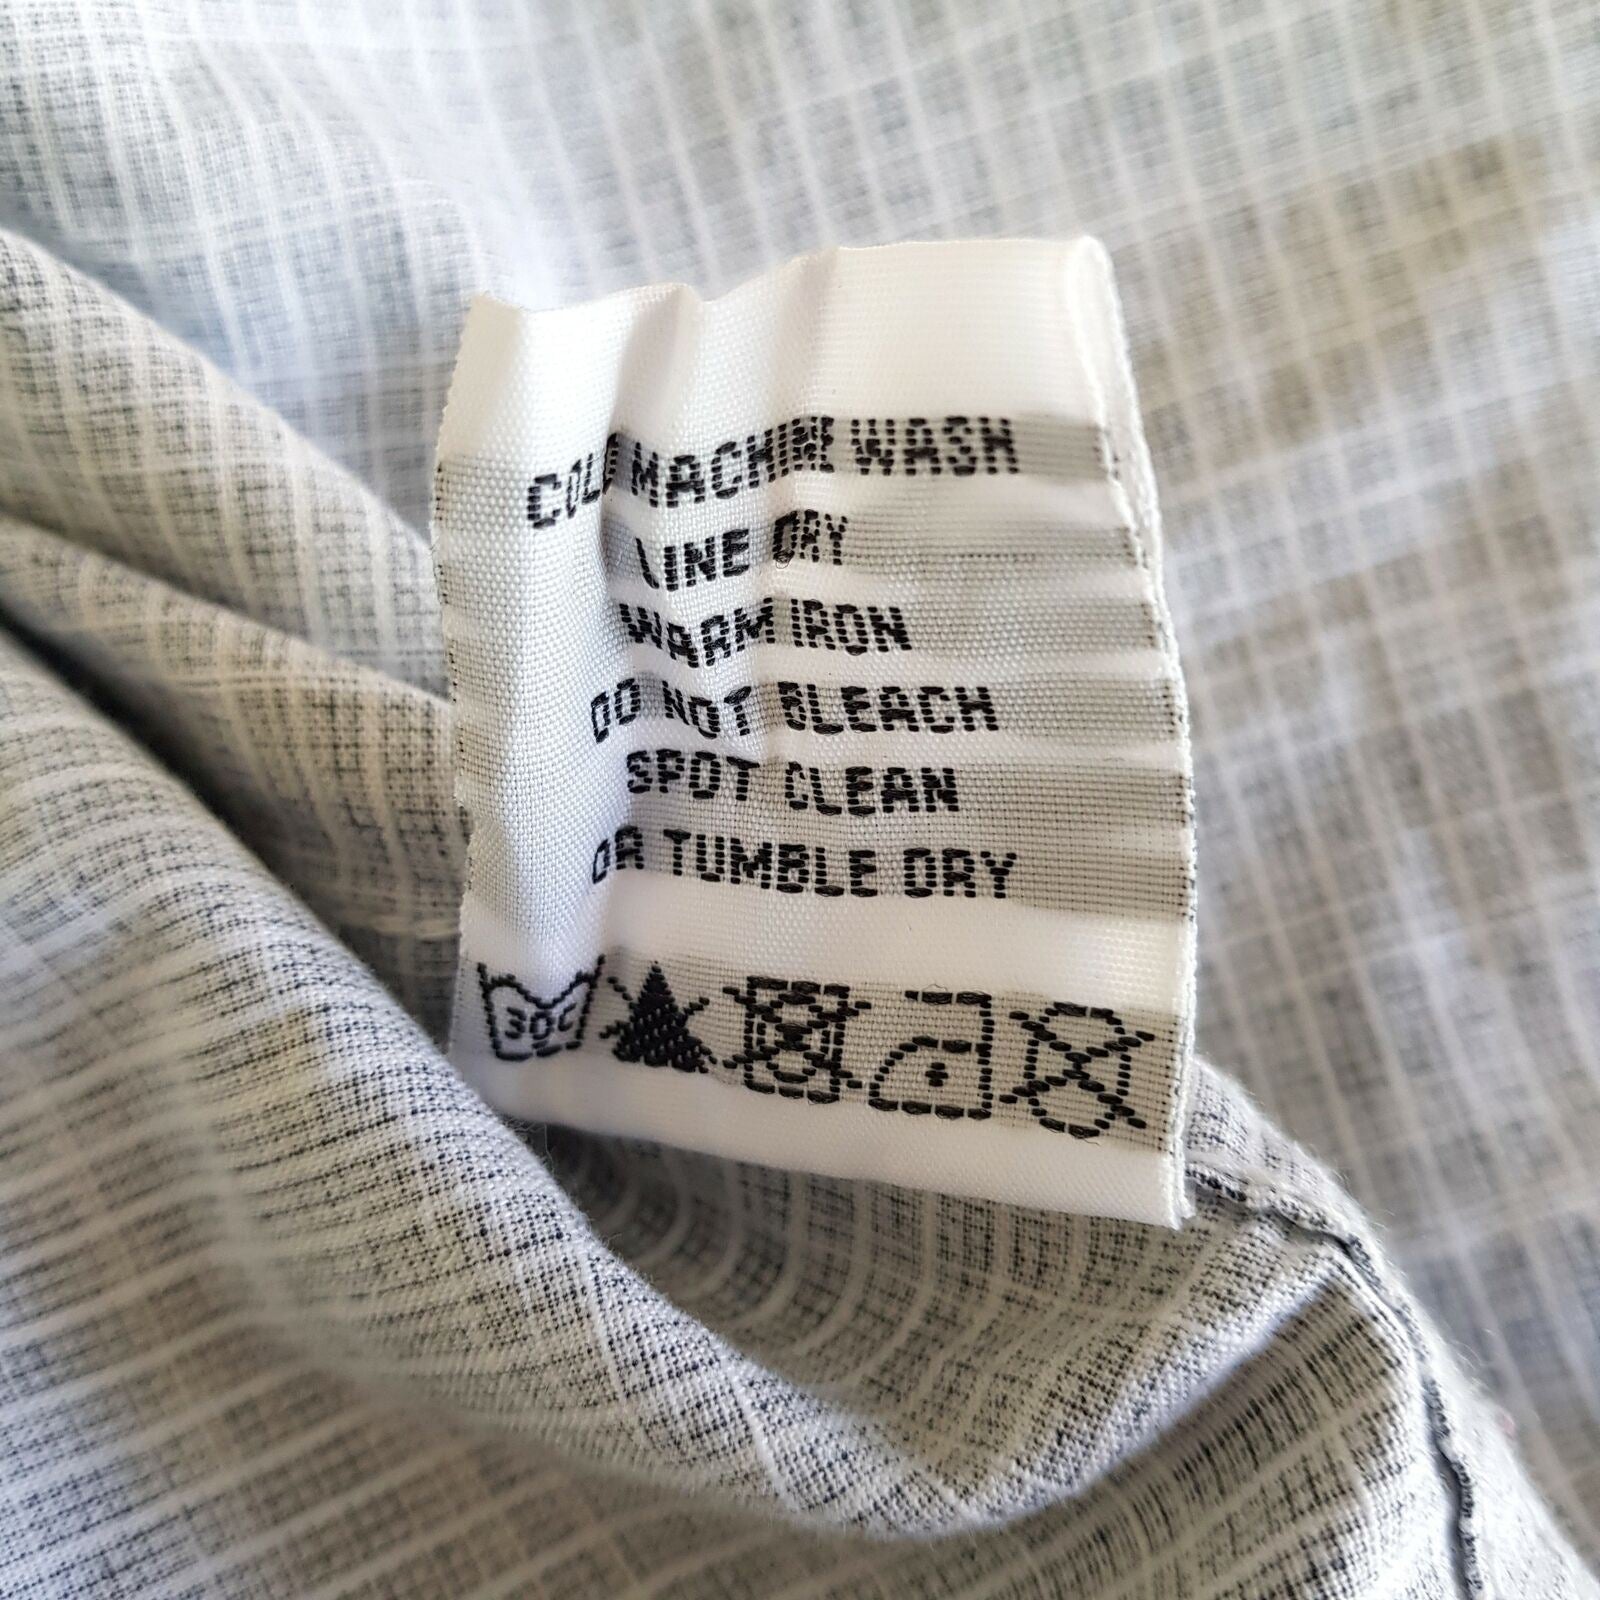 COLD MACHINE WASH
LINE DRY
WARM IRON
DO NOT BLEACH
SPOT CLEAN
OR TUMBLE DRY
30C